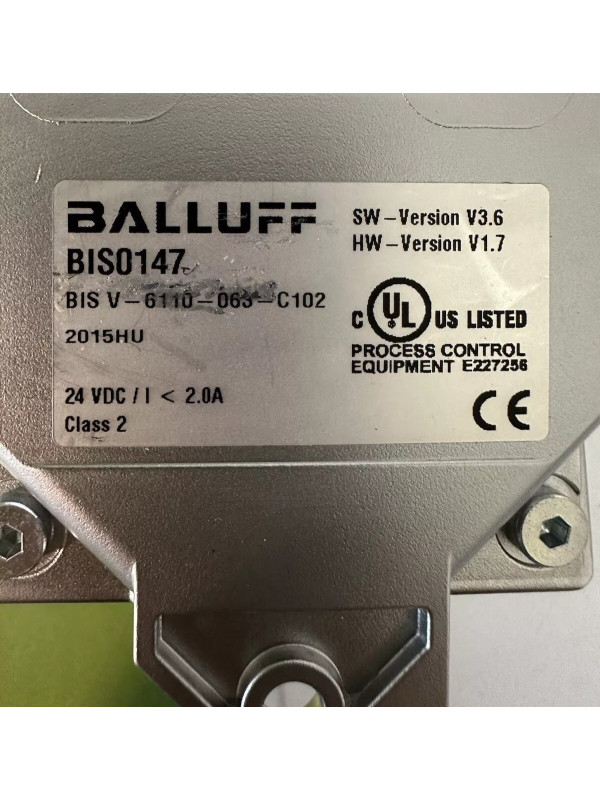 BALLUFF
BIS0147
BIS V-6110-063-C102
2015HU
24 VDC / I < 2.0A
Class 2
SW-Version V3.6
HW-Version V1.7
C UL US LISTED
PROCESS CONTROL
EQUIPMENT E227256
CE